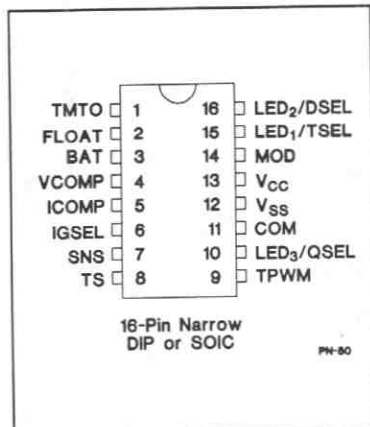 TMTO 1 16 LED₂/DSEL
FLOAT 2 15 LED₁/TSEL
BAT 3 14 MOD
VCOMP 4 13 VCC
ICOMP 5 12 VSS
IGSEL 6 11 COM
SNS 7 10 LED₃/QSEL
TS 8 9 TPWM
16-Pin Narrow
DIP or SOIC
PN-80